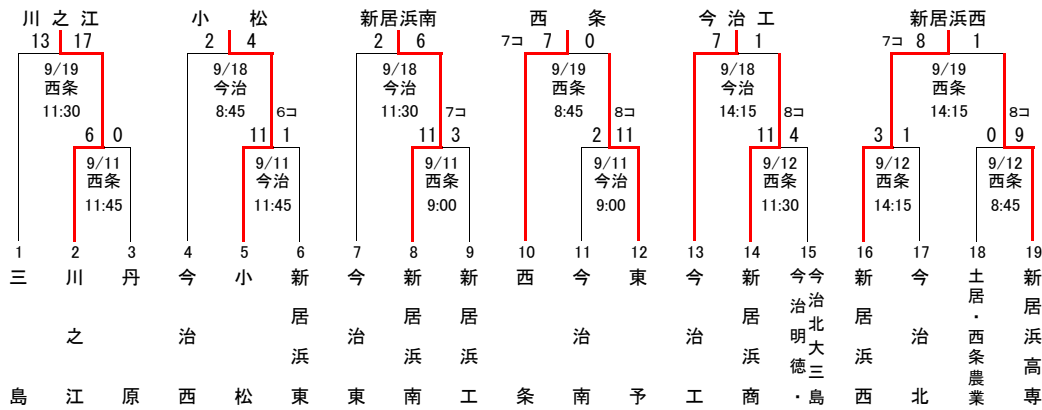 川之江
小松
新居浜南
西条
今治工
新居浜西
13 17
2 4
2 6
7コ 7 0
7 1
7コ 8 1
9/19
西条
11:30
9/18
今治
8:45
9/18
今治
11:30
9/19
西条
8:45
9/18
今治
14:15
9/19
西条
14:15
6コ
7コ
8コ
8コ
8コ
6 0
11 1
11 3
2 11
11 4
3 1
0 9
9/11
西条
11:45
9/11
今治
11:45
9/11
西条
9:00
9/11
今治
9:00
9/12
西条
11:30
9/12
西条
14:15
9/12
西条
8:45
1 2 3 4 5 6 7 8 9 10 11 12 13 14 15 16 17 18 19
三島
川之江
丹原
今治西
小松
新居浜東
今治東
新居浜南
新居浜工
西条
今治南
東予
今治工
新居浜商
今治北大三島
今治明徳・
新居浜西
今治北
土居・西条農業
新居浜高専